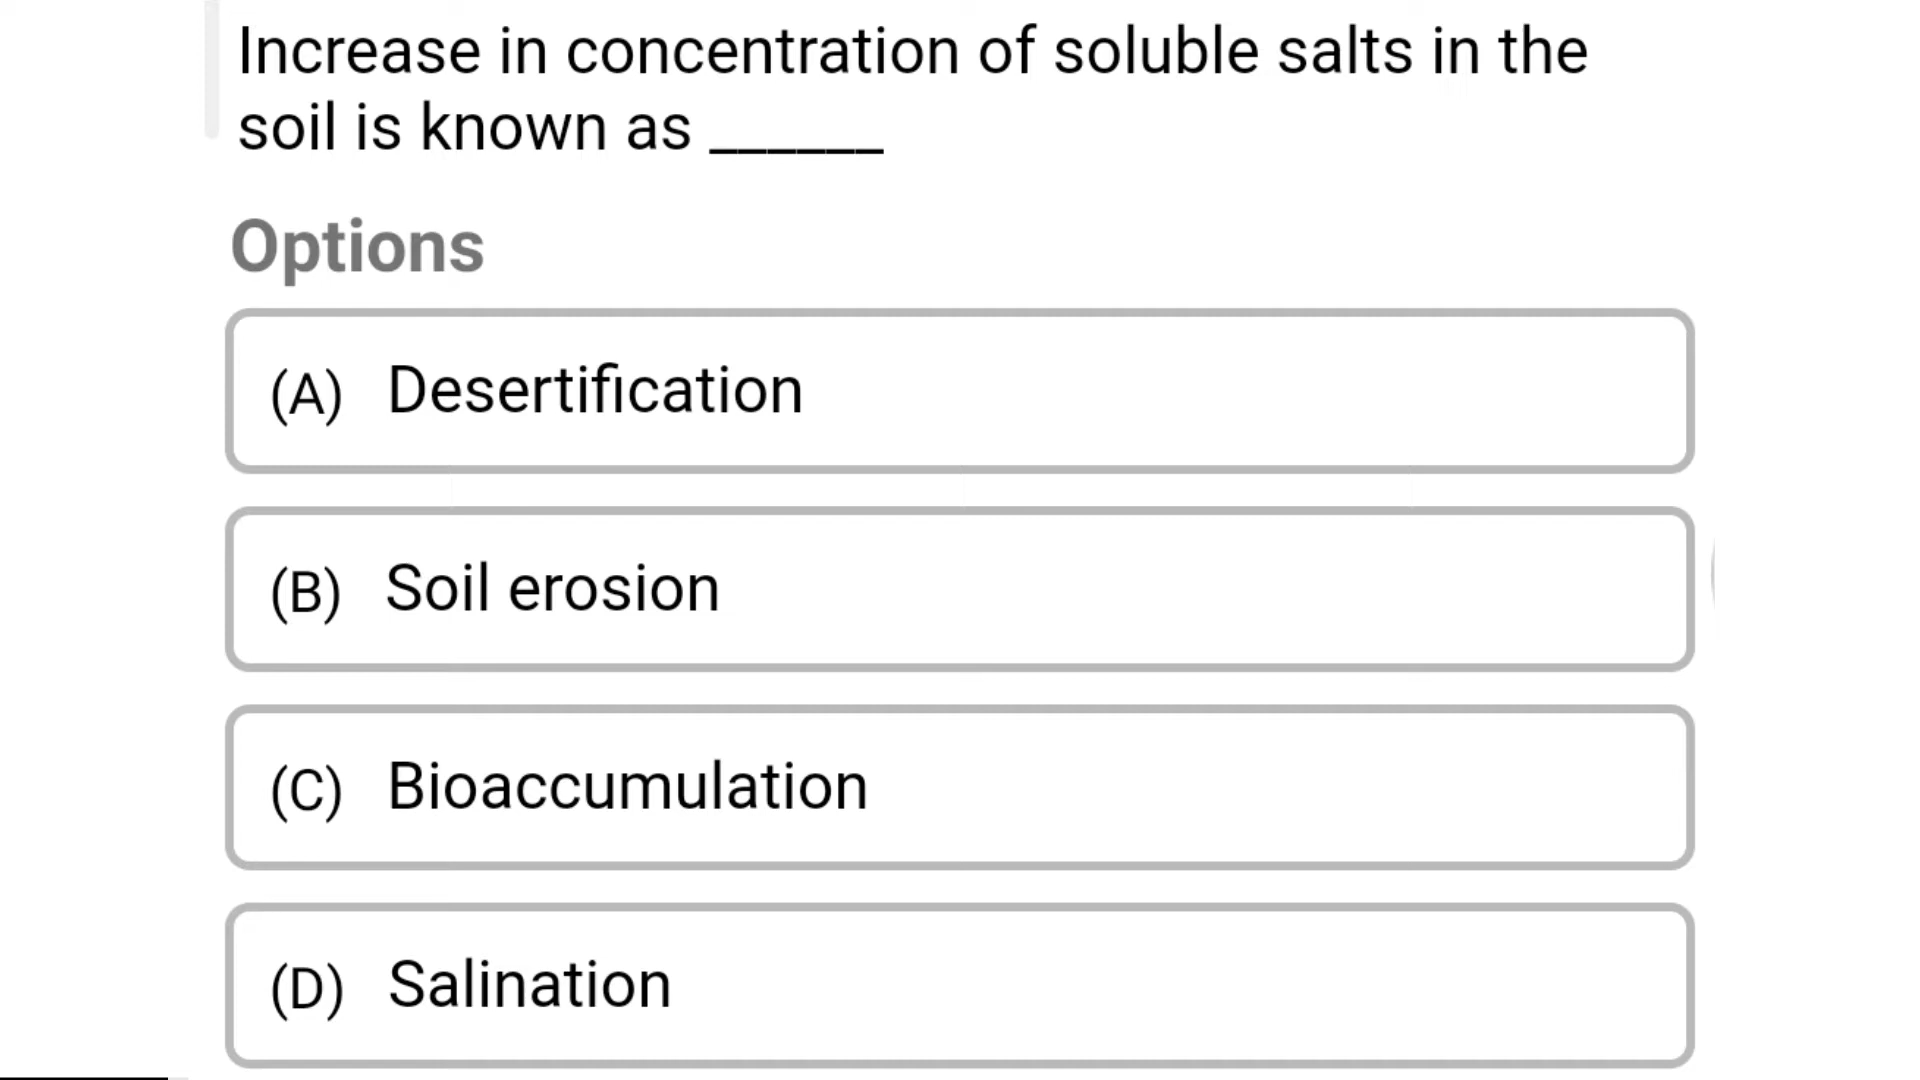 Increase in concentration of soluble salts in the
soil is known as ______
Options
(A) Desertification
(B) Soil erosion
(C) Bioaccumulation
(D) Salination